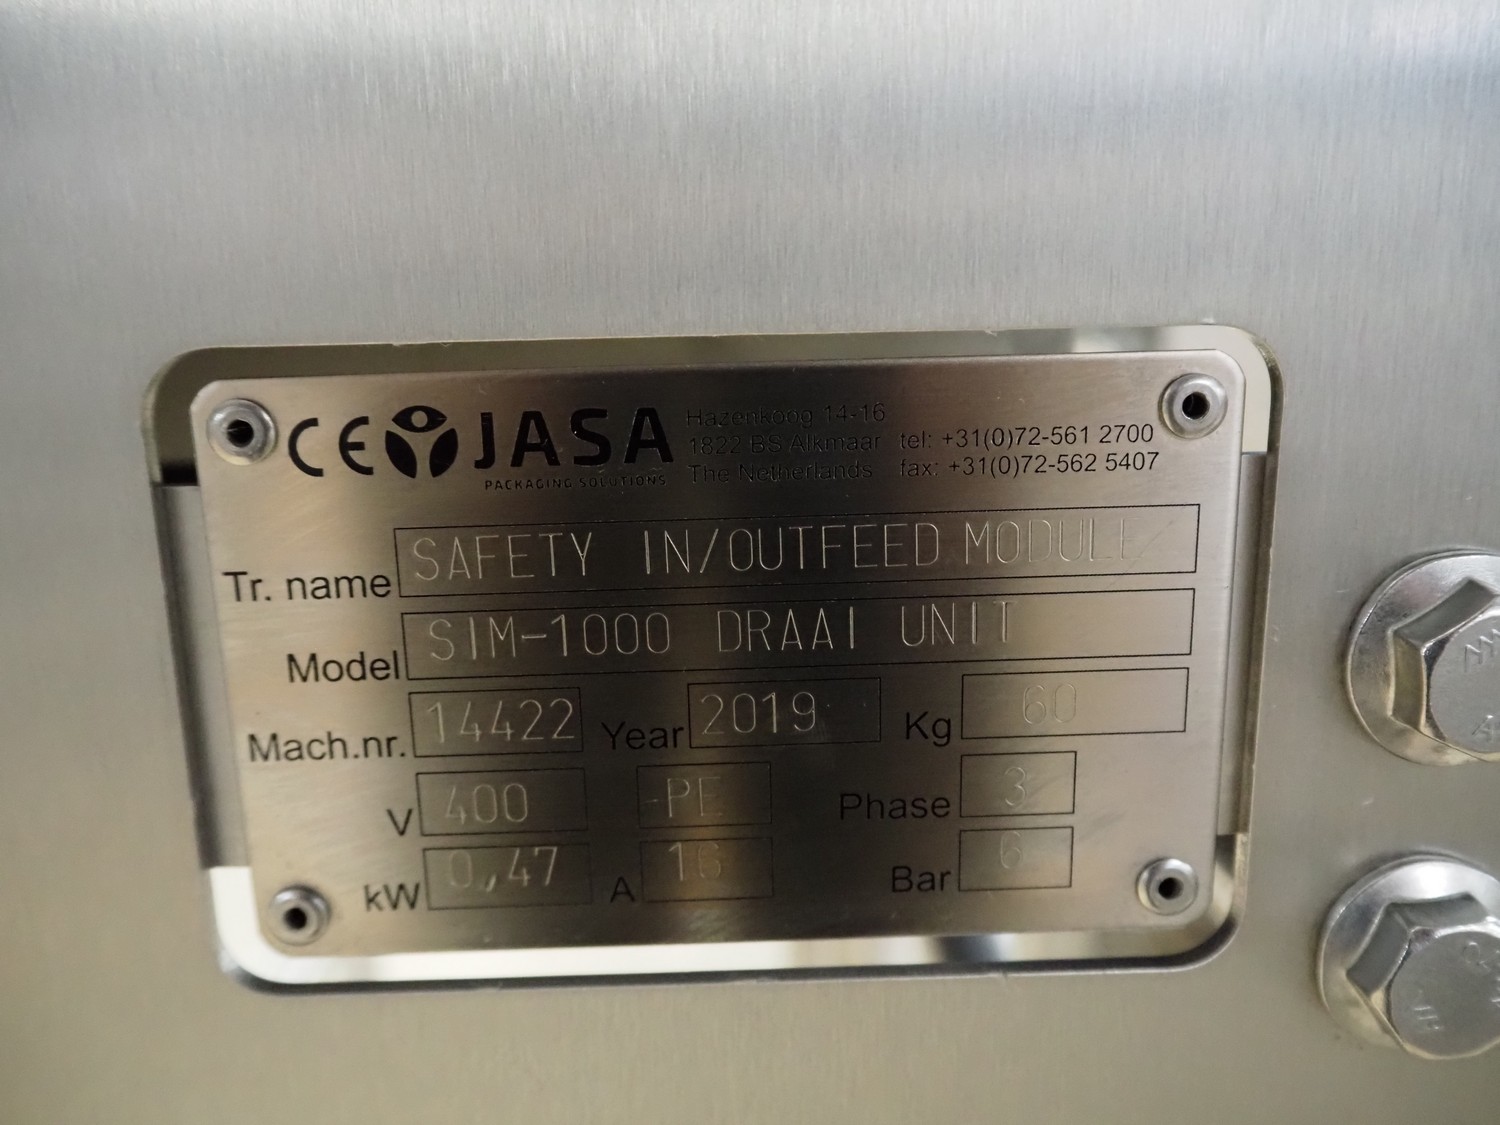 CE JASA
PACKAGING SOLUTIONS
Hazenkoog 14-16
1822 BS Alkmaar tel: +31(0)72-561 2700
The Netherlands fax: +31(0)72-562 5407
Tr. name SAFETY IN/OUTFEED MODULE
Model SIM-1000 DRAAI UNIT
Mach.nr. 14422 Year 2019 Kg 60
V 400 -PE Phase 3
kW 0,47 A 16 Bar 6